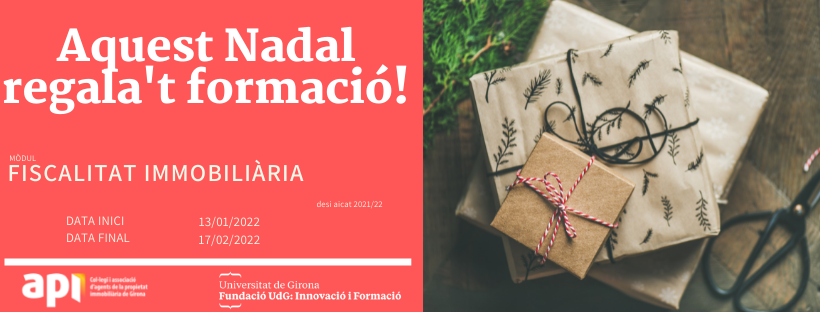 Aquest Nadal
regala't formació!
MÒDUL
FISCALITAT IMMOBILIÀRIA
desi aicat 2021/22
DATA INICI 13/01/2022
DATA FINAL 17/02/2022
api
Col·legi i associació
d'agents de la propietat
immobiliària de Girona
Universitat de Girona
Fundació UdG: Innovació i Formació